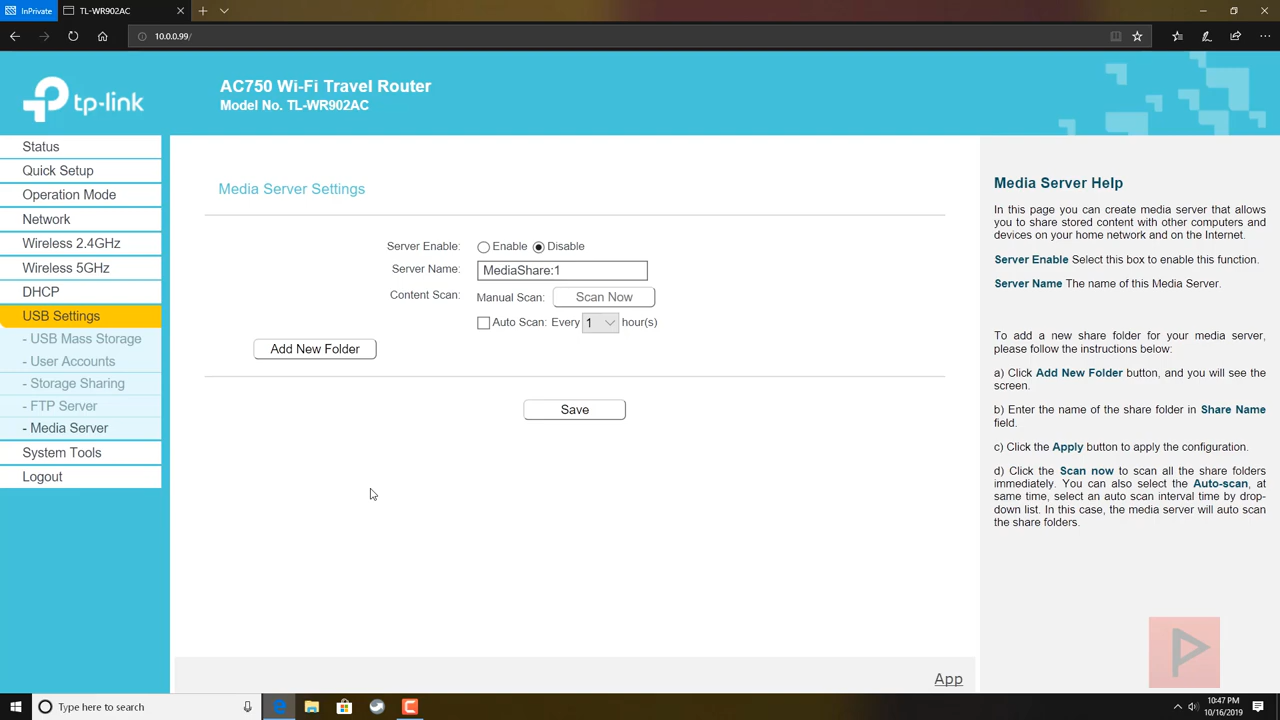 InPrivate
TL-WR902AC
10.0.0.99/
tp-link
AC750 Wi-Fi Travel Router
Model No. TL-WR902AC
Status
Quick Setup
Operation Mode
Network
Wireless 2.4GHz
Wireless 5GHz
DHCP
USB Settings
- USB Mass Storage
- User Accounts
- Storage Sharing
- FTP Server
- Media Server
System Tools
Logout
Media Server Settings
Server Enable: Enable Disable
Server Name: MediaShare:1
Content Scan: Manual Scan: Scan Now
Auto Scan: Every 1 hour(s)
Add New Folder
Save
App
Media Server Help
In this page you can create media server that allows
you to share stored content with other computers and
devices on your home network and on the Internet.
Server Enable Select this box to enable this function.
Server Name The name of this Media Server.
To add a new share folder for your media server,
please follow the instructions below:
a) Click Add New Folder button, and you will see the
screen.
b) Enter the name of the share folder in Share Name
field.
c) Click the Apply button to apply the configuration.
d) Click the Scan now to scan all the share folders
immediately. You can also select the Auto-scan, at
same time, select an auto scan interval time by drop-
down list. In this case, the media server will auto scan
the share folders.
Type here to search
10:47 PM
10/16/2019